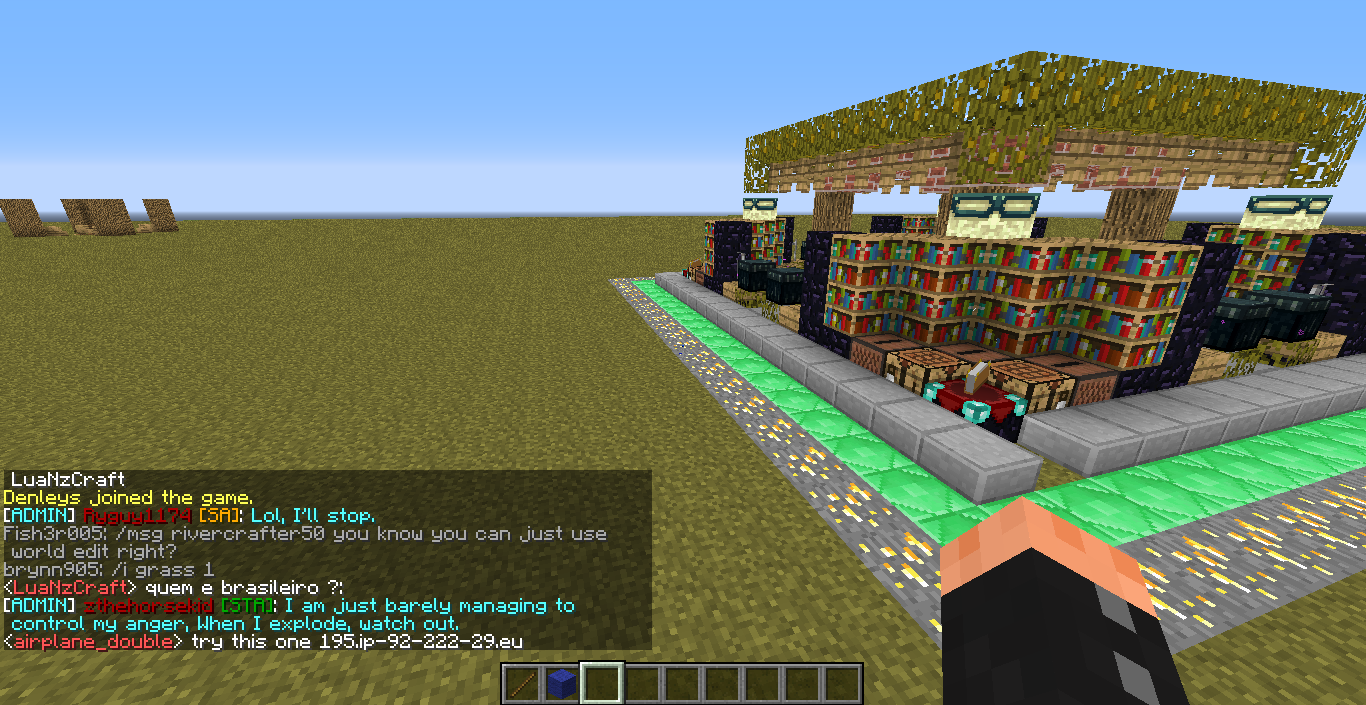 LuaNzCraft
Denleys joined the game.
[ADMIN] Ryguy1174 [SA]: Lol, I'll stop.
Fish3r005: /msg rivercrafter50 you know you can just use
world edit right?
brynn905: /i grass 1
<LuaNzCraft> quem e brasileiro ?:
[ADMIN] zthehorsekid [STA]: I am just barely managing to
control my anger, When I explode, watch out.
<airplane_double> try this one 195.ip-92-222-29.eu